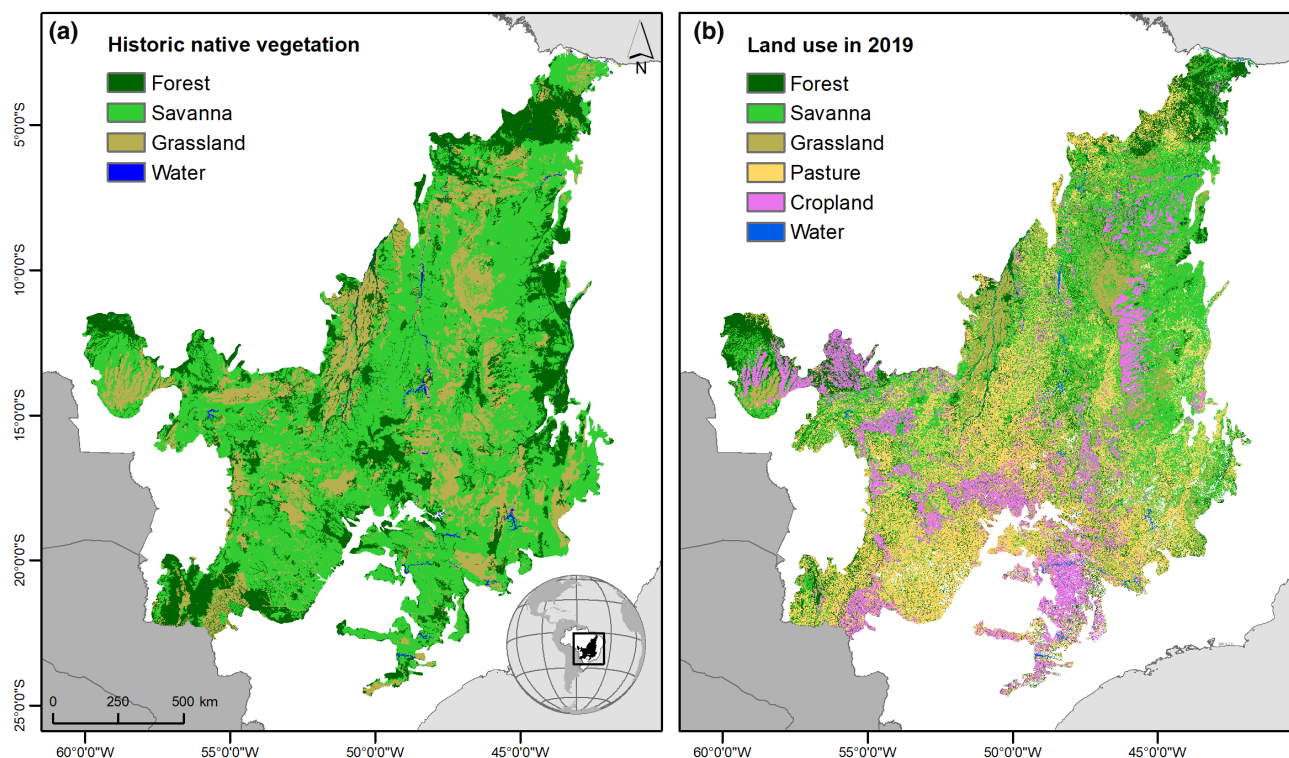 (a)
Historic native vegetation
Forest
Savanna
Grassland
Water
N
5°0'0"S
10°0'0"S
15°0'0"S
20°0'0"S
25°0'0"S
0 250 500 km
60°0'0"W 55°0'0"W 50°0'0"W 45°0'0"W
(b)
Land use in 2019
Forest
Savanna
Grassland
Pasture
Cropland
Water
60°0'0"W 55°0'0"W 50°0'0"W 45°0'0"W